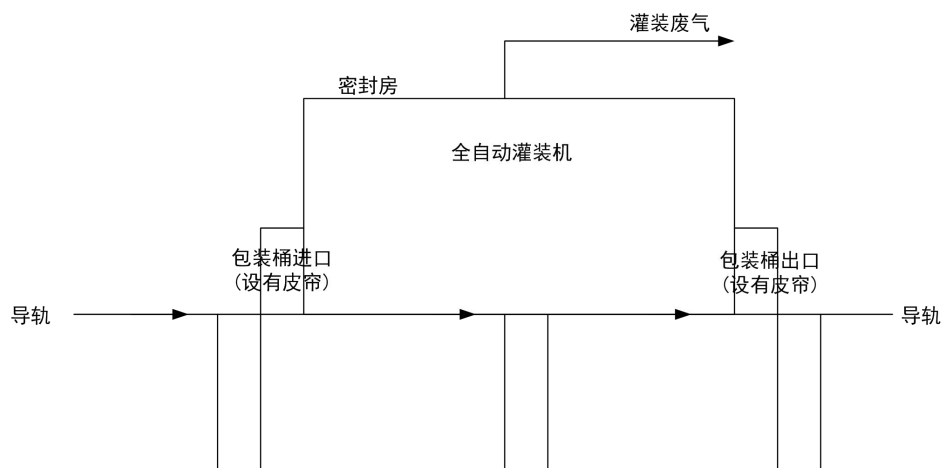 灌装废气
密封房
全自动灌装机
包装桶进口
(设有皮帘)
包装桶出口
(设有皮帘)
导轨
导轨